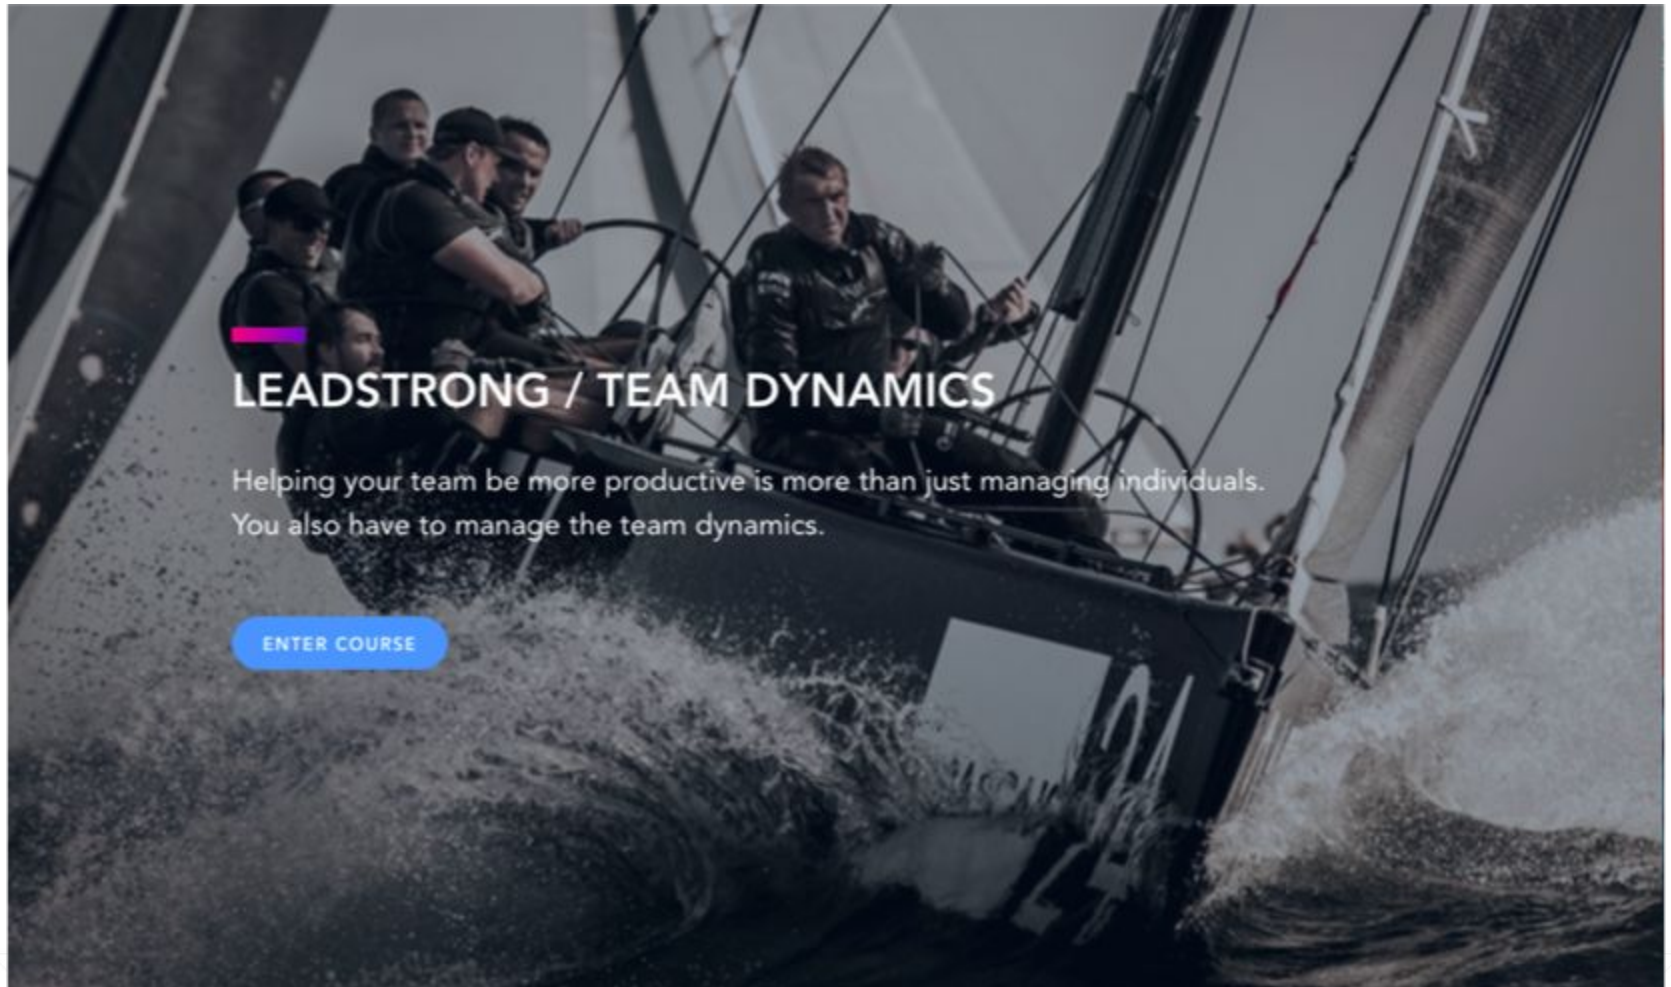 LEADSTRONG / TEAM DYNAMICS
Helping your team be more productive is more than just managing individuals.
You also have to manage the team dynamics.
ENTER COURSE